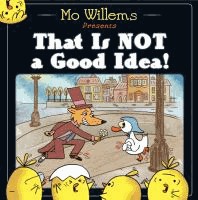 Mo Willems
Presents
That Is NOT
a Good Idea!